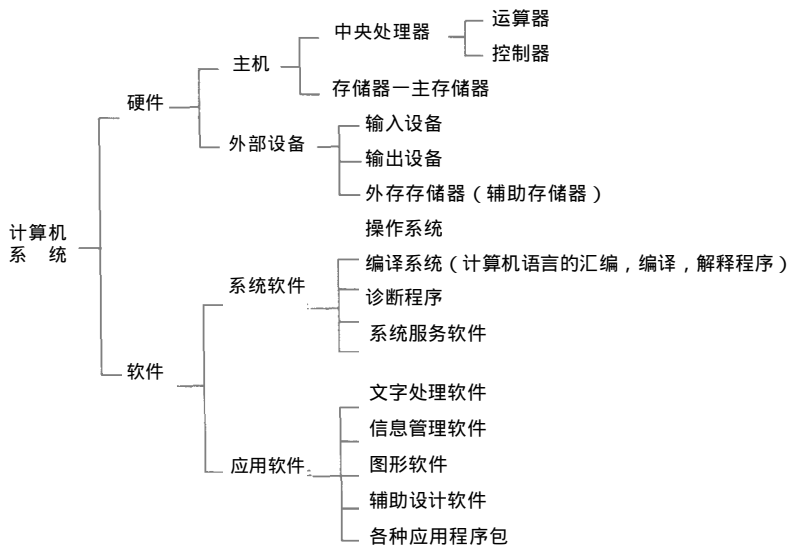 运算器
中央处理器
控制器
主机
存储器一主存储器
硬件
输入设备
外部设备
输出设备
外存存储器（辅助存储器）
操作系统
计算机
系 统
编译系统（计算机语言的汇编，编译，解释程序）
系统软件
诊断程序
系统服务软件
软件
文字处理软件
信息管理软件
应用软件
图形软件
辅助设计软件
各种应用程序包